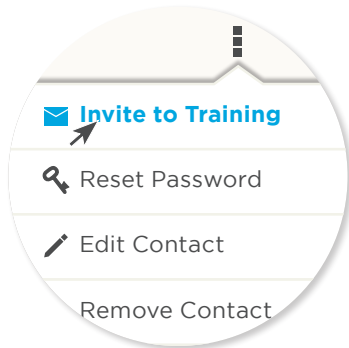 Invite to Training
Reset Password
Edit Contact
Remove Contact